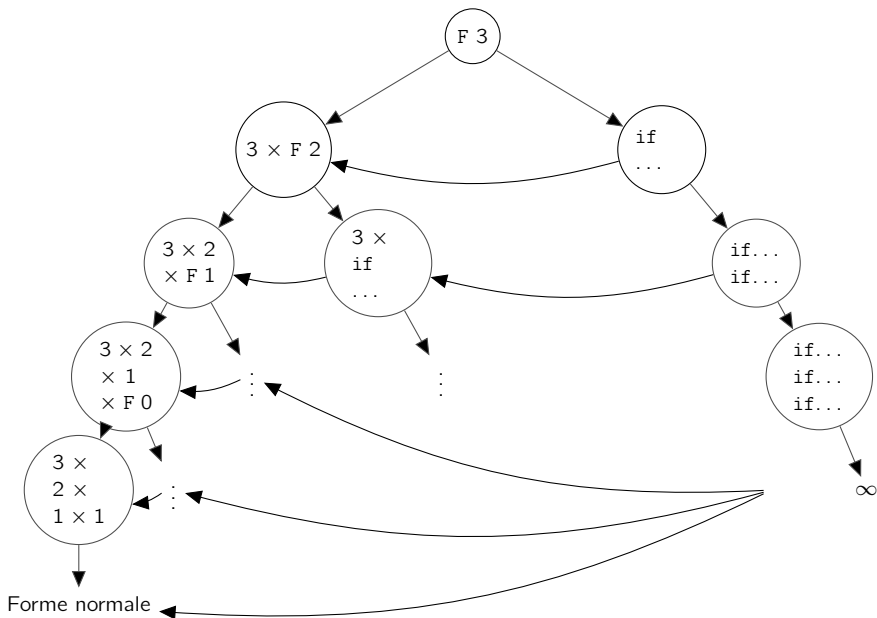 F 3
3 × F 2
if
...
3 × 2
× F 1
3 ×
if
...
if...
if...
3 × 2
× 1
× F 0
⋮
⋮
if...
if...
if...
3 ×
2 ×
1 × 1
⋮
∞
Forme normale